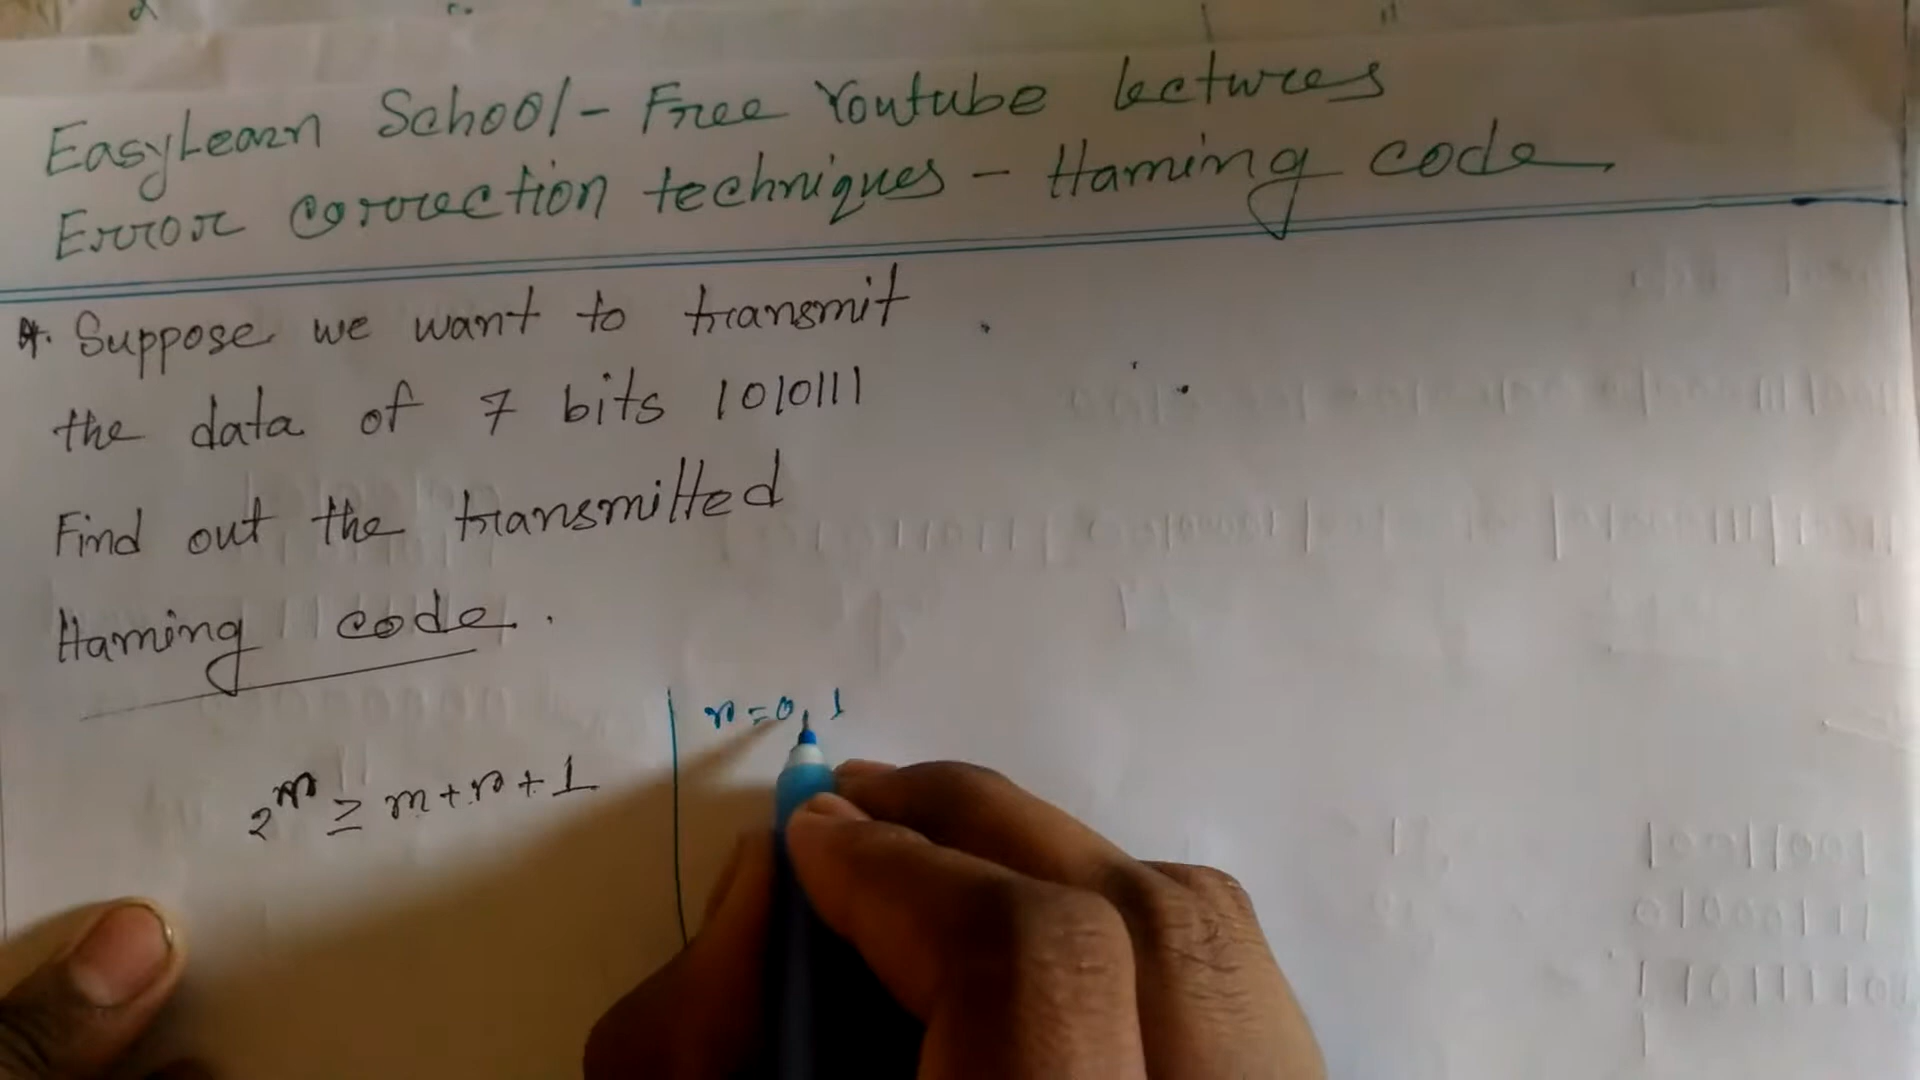 EasyLearn School - Free Youtube lectures
Error correction techniques - Haming code
Suppose we want to transmit
the data of 7 bits 1010111
Find out the transmitted
Haming code.
n = 0, 1
2^n ≥ m + n + 1